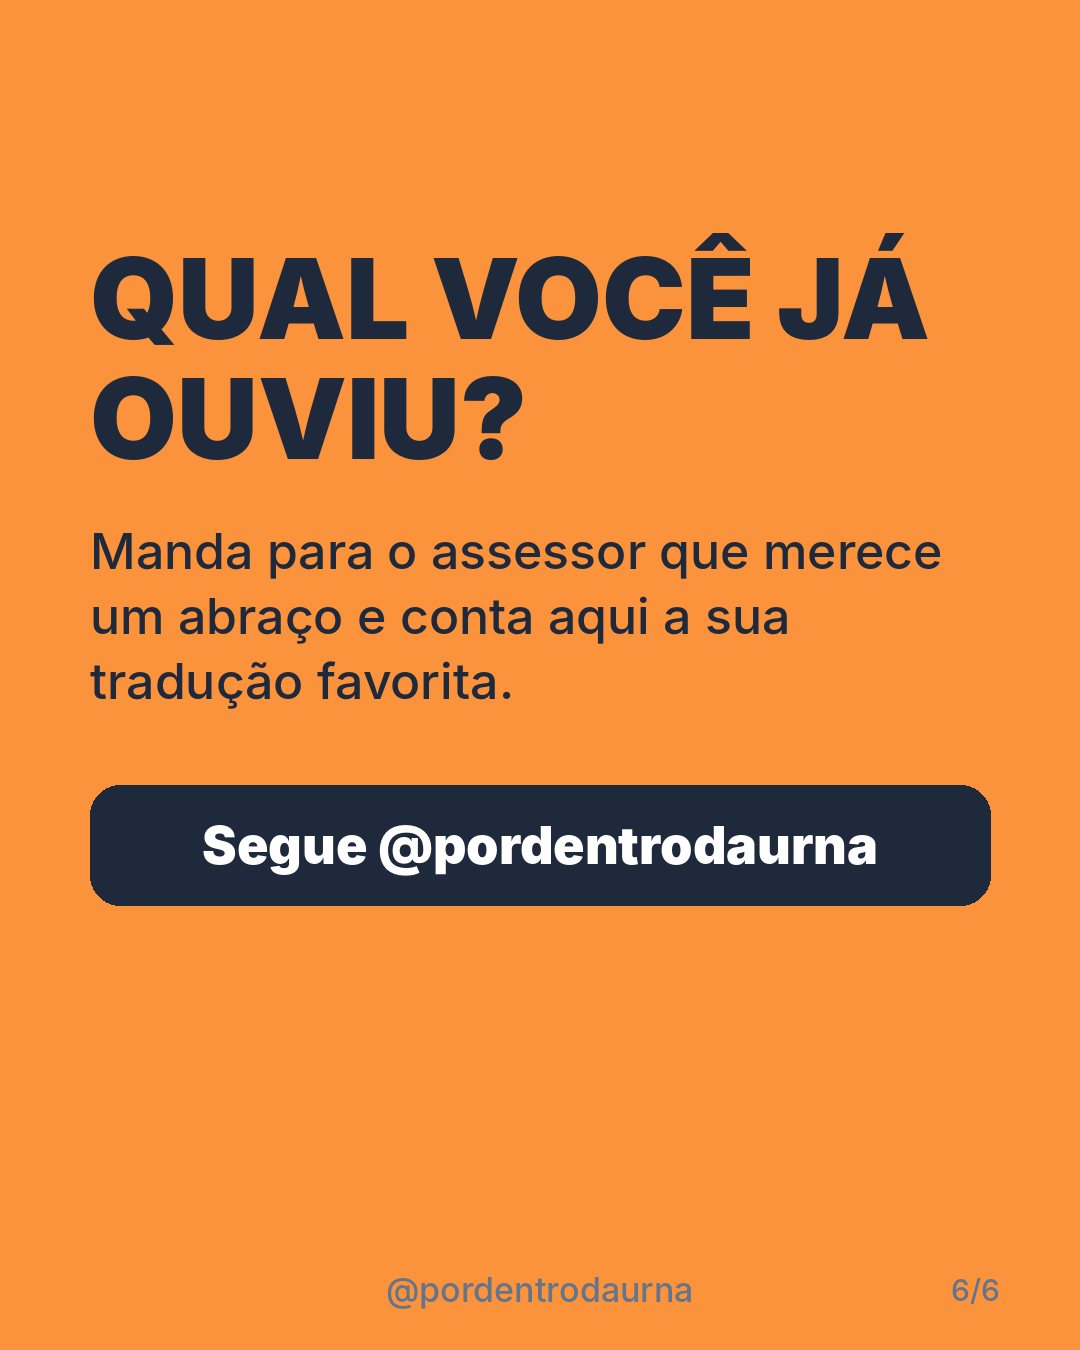 QUAL VOCÊ JÁ
OUVIU?
Manda para o assessor que merece
um abraço e conta aqui a sua
tradução favorita.
Segue @pordentrodaurna
@pordentrodaurna
6/6